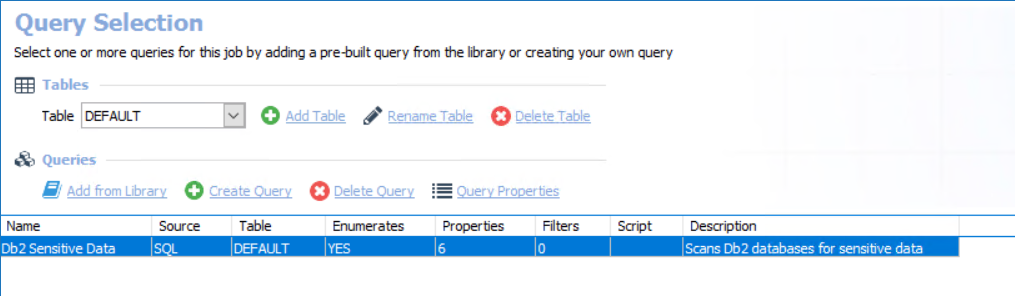 Query Selection
Select one or more queries for this job by adding a pre-built query from the library or creating your own query
Tables
Table DEFAULT Add Table Rename Table Delete Table
Queries
Add from Library Create Query Delete Query Query Properties
Name Source Table Enumerates Properties Filters Script Description
Db2 Sensitive Data SQL DEFAULT YES 6 0 Scans Db2 databases for sensitive data